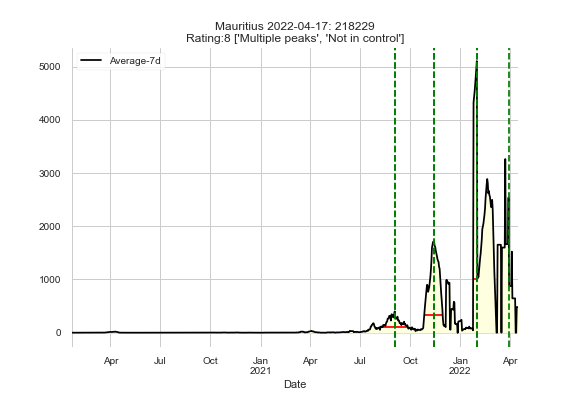 Mauritius 2022-04-17: 218229
Rating:8 ['Multiple peaks', 'Not in control']
Average-7d
5000
4000
3000
2000
1000
0
Apr Jul Oct Jan Apr Jul Oct Jan Apr
2021 2022
Date